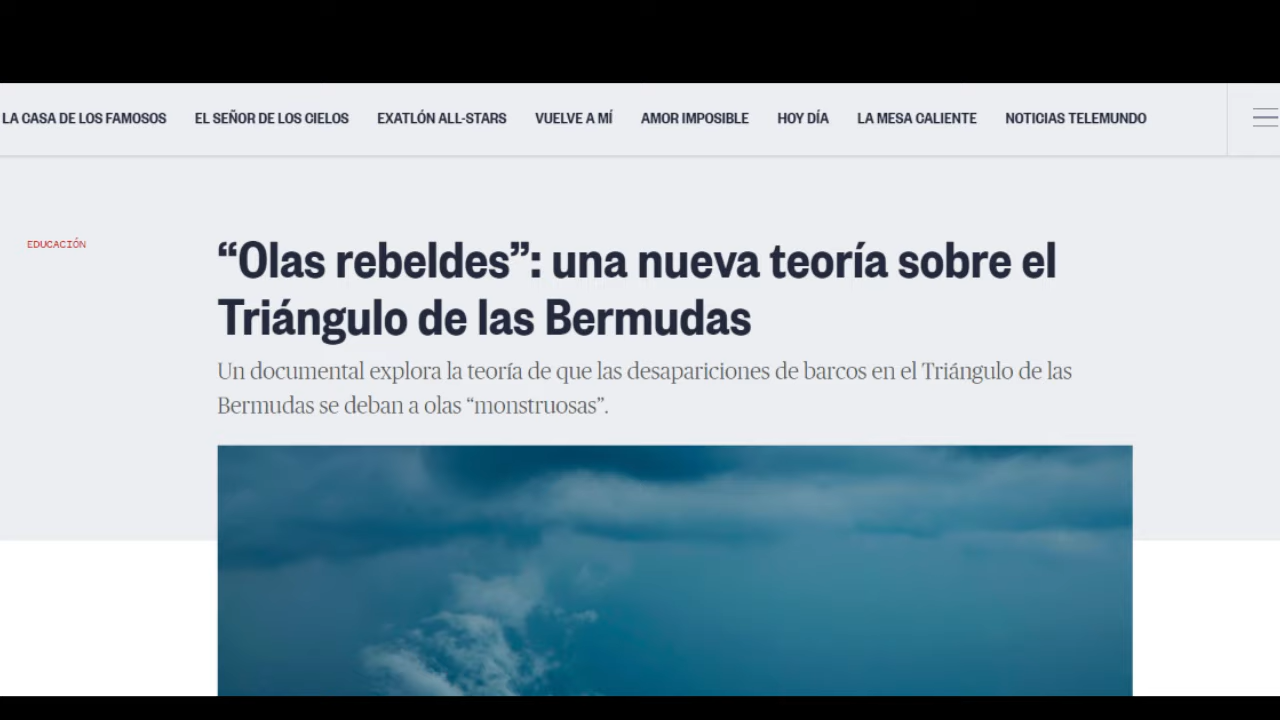 LA CASA DE LOS FAMOSOS EL SEÑOR DE LOS CIELOS EXATLÓN ALL-STARS VUELVE A MÍ AMOR IMPOSIBLE HOY DÍA LA MESA CALIENTE NOTICIAS TELEMUNDO
EDUCACIÓN
“Olas rebeldes”: una nueva teoría sobre el
Triángulo de las Bermudas
Un documental explora la teoría de que las desapariciones de barcos en el Triángulo de las
Bermudas se deban a olas “monstruosas”.